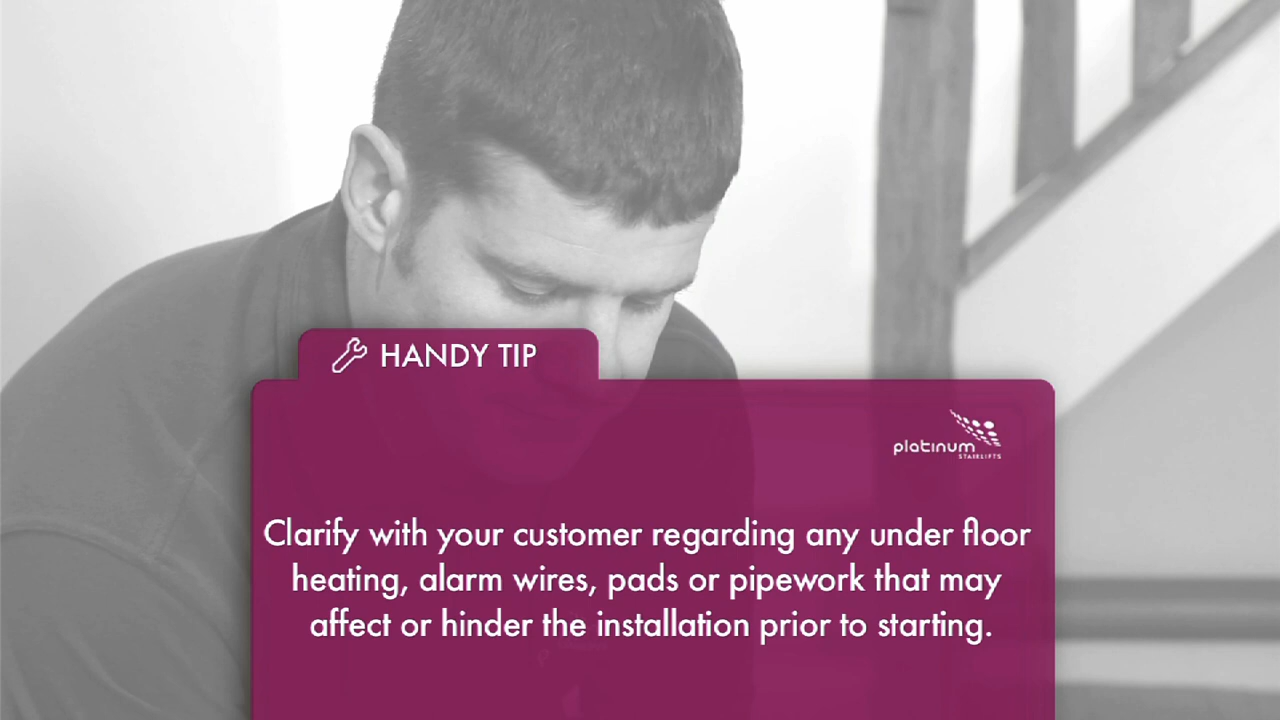 HANDY TIP
platinum
STAIRLIFTS
Clarify with your customer regarding any under floor
heating, alarm wires, pads or pipework that may
affect or hinder the installation prior to starting.